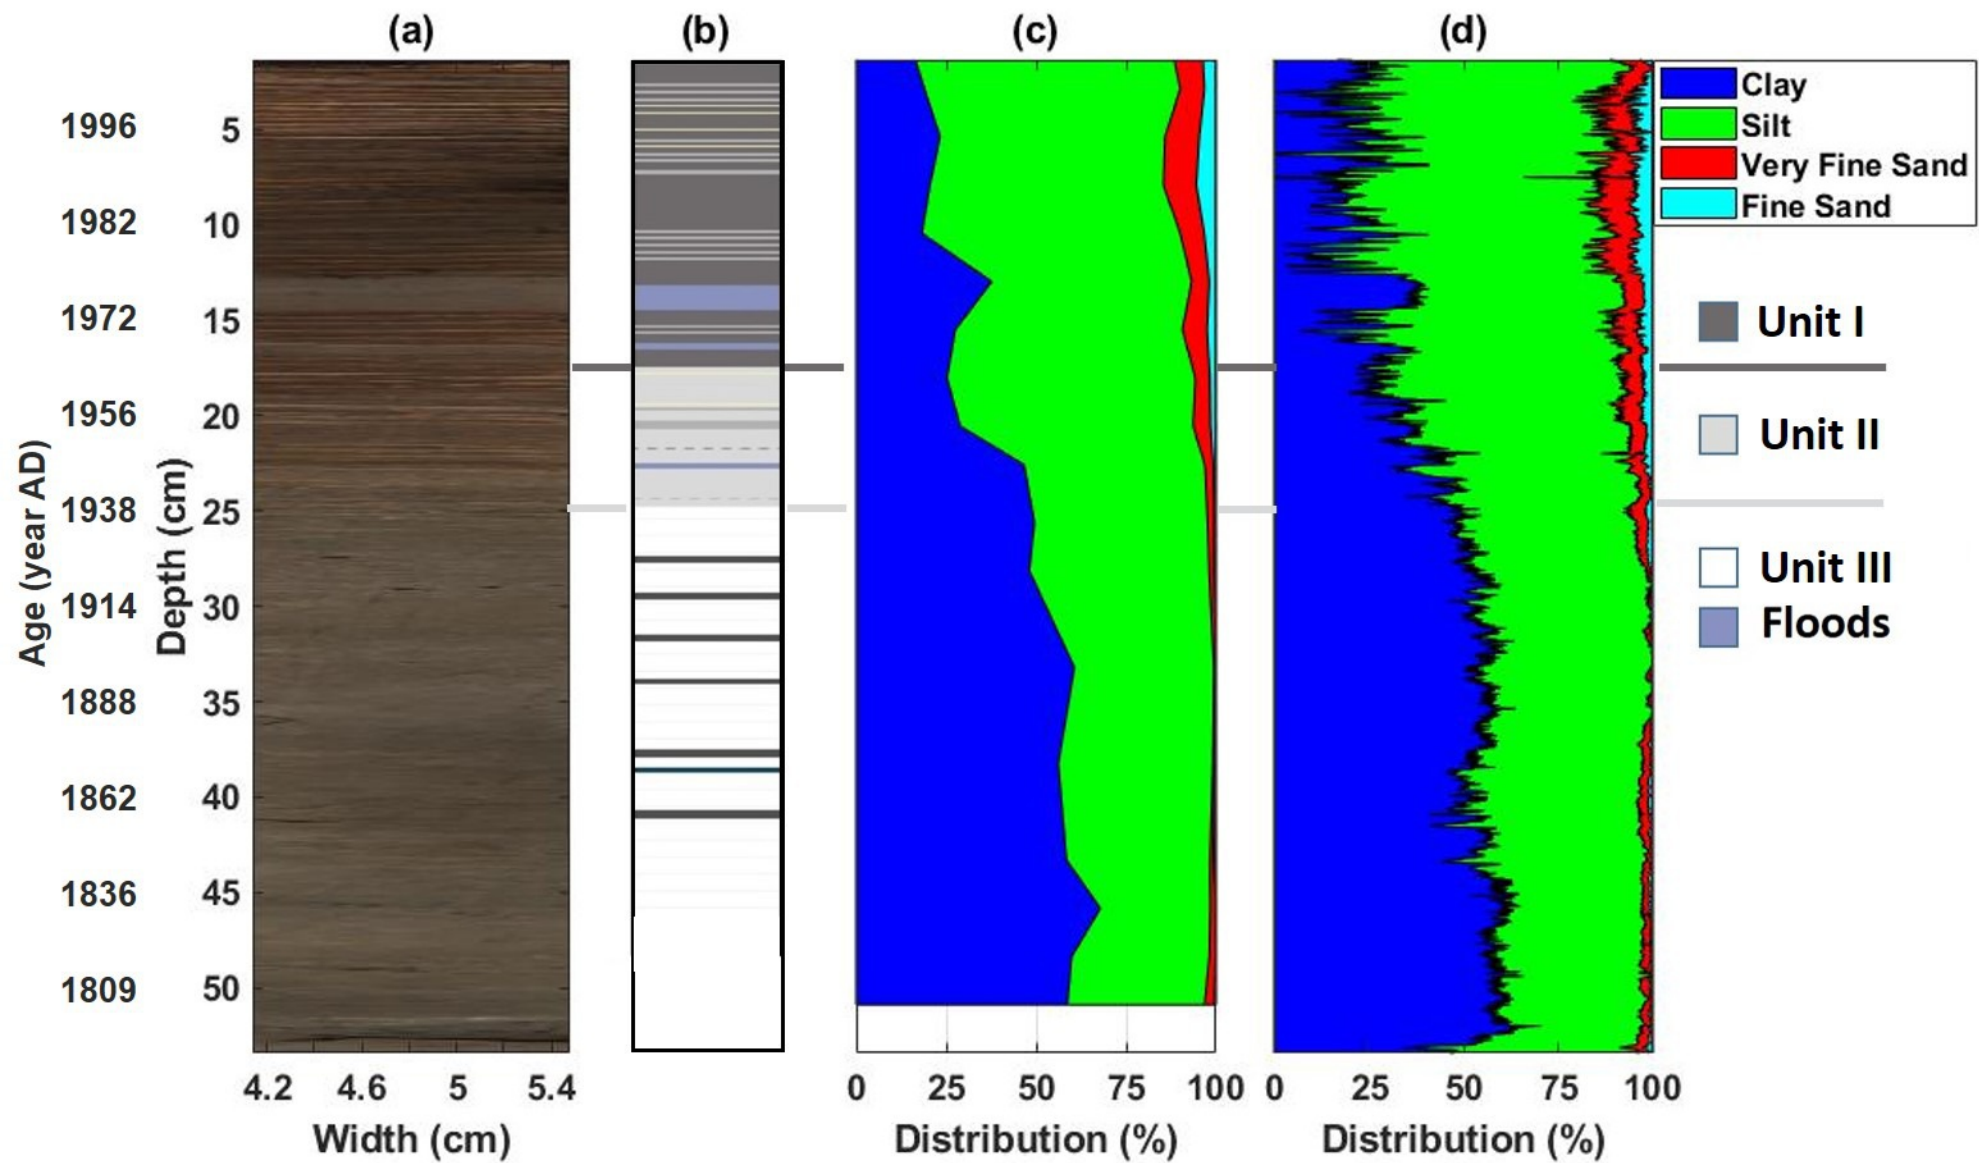 (a)
(b)
(c)
(d)
Age (year AD)
1996
1982
1972
1956
1938
1914
1888
1862
1836
1809
Depth (cm)
5
10
15
20
25
30
35
40
45
50
4.2 4.6 5 5.4
Width (cm)
0 25 50 75 100
Distribution (%)
0 25 50 75 100
Distribution (%)
Clay
Silt
Very Fine Sand
Fine Sand
Unit I
Unit II
Unit III
Floods